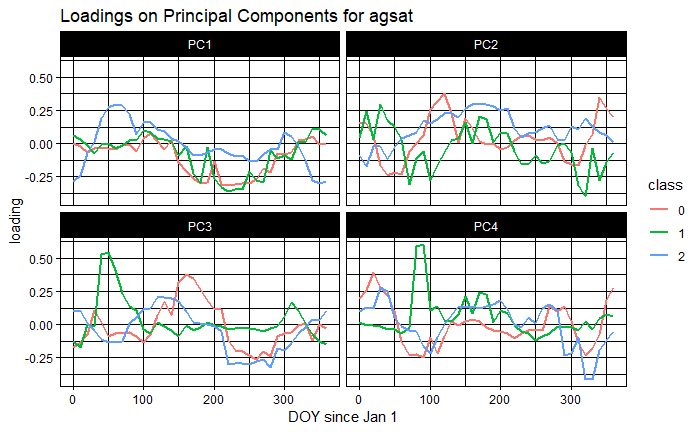 Loadings on Principal Components for agsat
PC1
PC2
0.50
0.25
0.00
-0.25
PC3
PC4
0.50
0.25
0.00
-0.25
0
100
200
300
0
100
200
300
DOY since Jan 1
loading
class
0
1
2